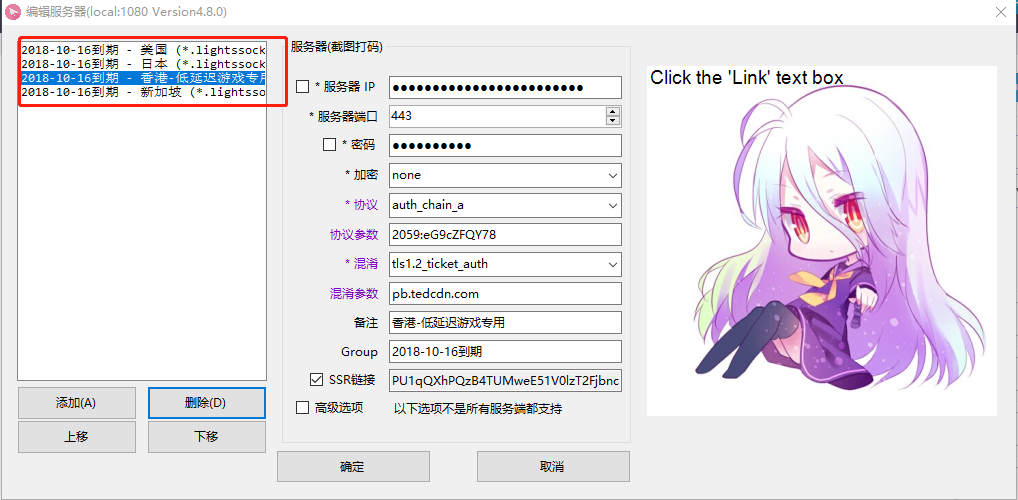 编辑服务器(local:1080 Version4.8.0)
2018-10-16到期 - 美国 (*.lightssock
2018-10-16到期 - 日本 (*.lightssock
2018-10-16到期 - 香港-低延迟游戏专用
2018-10-16到期 - 新加坡 (*.lightsso
添加(A)
删除(D)
上移
下移
服务器(截图打码)
* 服务器 IP
●●●●●●●●●●●●●●●●●●●●●●●●
* 服务器端口
443
* 密码
●●●●●●●●●●
* 加密
none
* 协议
auth_chain_a
协议参数
2059:eG9cZFQY78
* 混淆
tls1.2_ticket_auth
混淆参数
pb.tedcdn.com
备注
香港-低延迟游戏专用
Group
2018-10-16到期
SSR链接
PU1qQXhPQzB4TUMweE51V0lzT2Fjbnc
高级选项
以下选项不是所有服务端都支持
确定
取消
Click the 'Link' text box